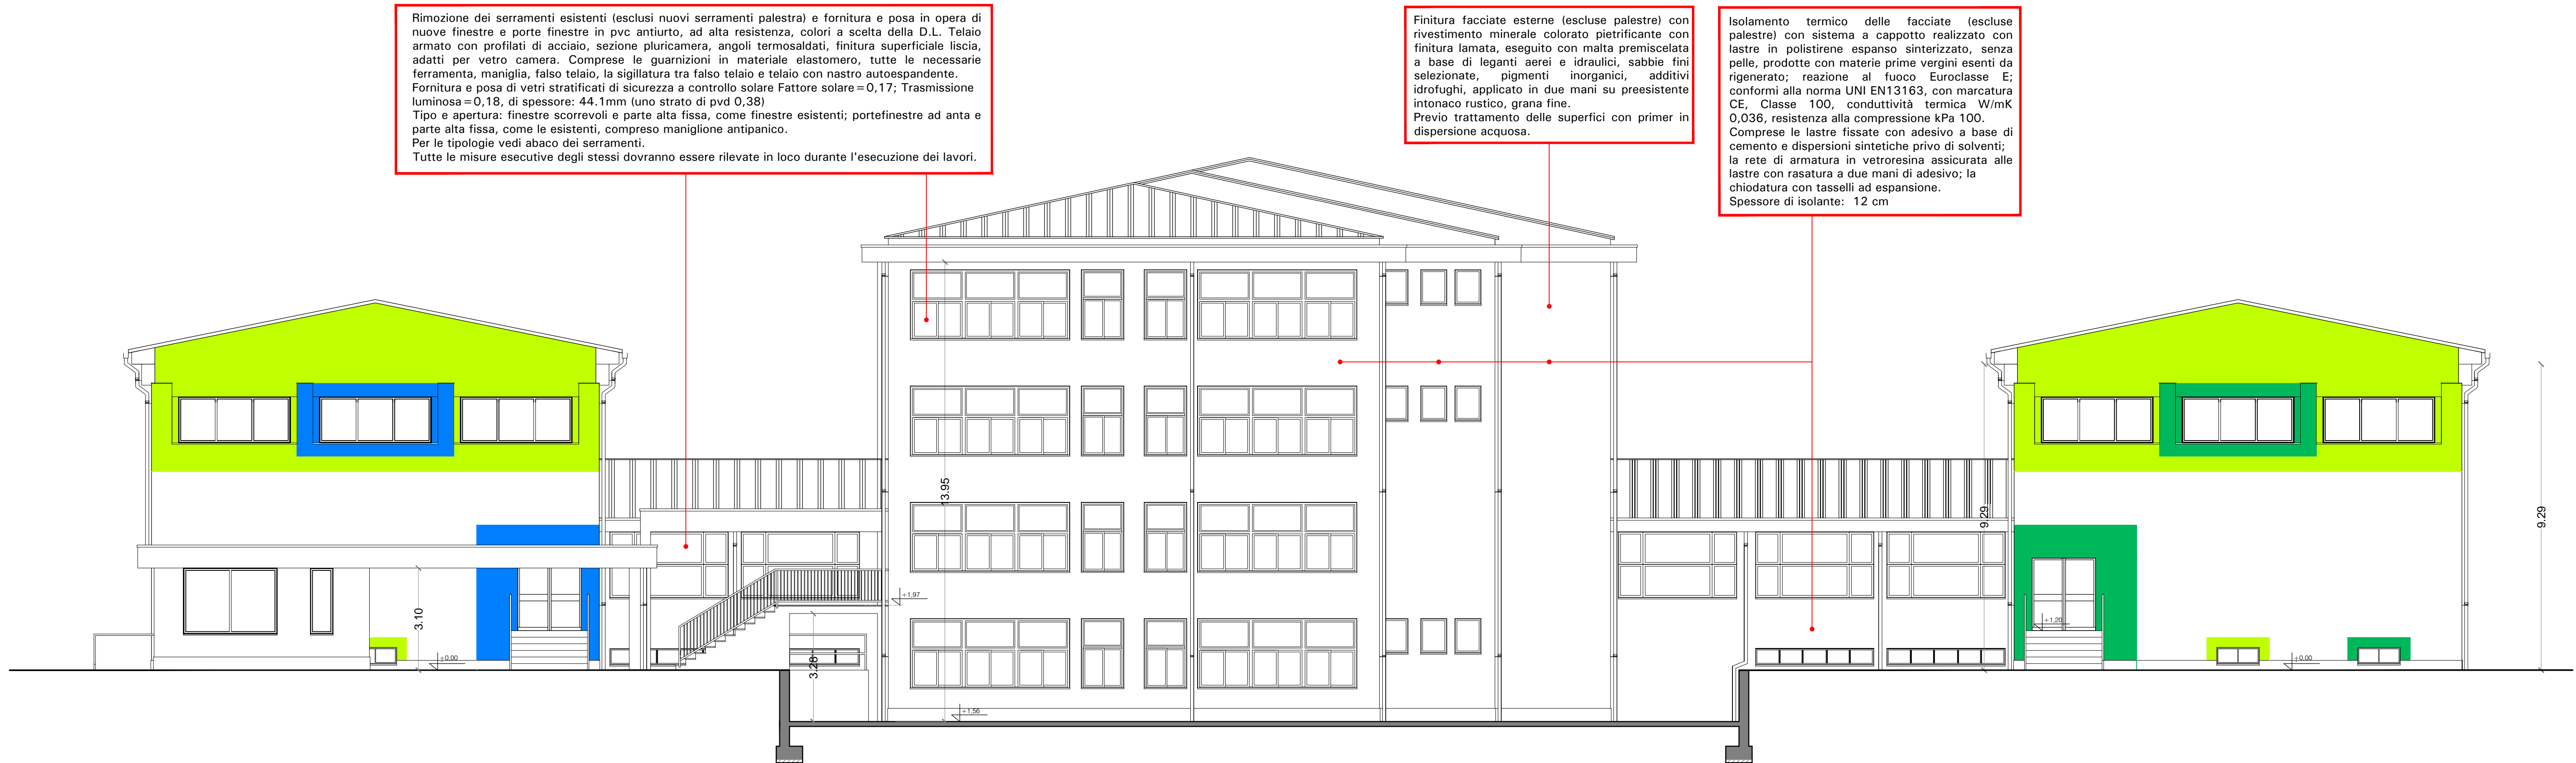 Rimozione dei serramenti esistenti (esclusi nuovi serramenti palestra) e fornitura e posa in opera di
nuove finestre e porte finestre in pvc antiurto, ad alta resistenza, colori a scelta della D.L. Telaio
armato con profilati di acciaio, sezione pluricamera, angoli termosaldati, finitura superficiale liscia,
adatti per vetro camera. Comprese le guarnizioni in materiale elastomero, tutte le necessarie
ferramenta, maniglia, falso telaio, la sigillatura tra falso telaio e telaio con nastro autoespandente.
Fornitura e posa di vetri stratificati di sicurezza a controllo solare Fattore solare=0,17; Trasmissione
luminosa=0,18, di spessore: 44.1mm (uno strato di pvd 0,38)
Tipo e apertura: finestre scorrevoli e parte alta fissa, come finestre esistenti; portefinestre ad anta e
parte alta fissa, come le esistenti, compreso maniglione antipanico.
Per le tipologie vedi abaco dei serramenti.
Tutte le misure esecutive degli stessi dovranno essere rilevate in loco durante l'esecuzione dei lavori.
Finitura facciate esterne (escluse palestre) con
rivestimento minerale colorato pietrificante con
finitura lamata, eseguito con malta premiscelata
a base di leganti aerei e idraulici, sabbie fini
selezionate, pigmenti inorganici, additivi
idrofughi, applicato in due mani su preesistente
intonaco rustico, grana fine.
Previo trattamento delle superfici con primer in
dispersione acquosa.
Isolamento termico delle facciate (escluse
palestre) con sistema a cappotto realizzato con
lastre in polistirene espanso sinterizzato, senza
pelle, prodotte con materie prime vergini esenti da
rigenerato; reazione al fuoco Euroclasse E;
conformi alla norma UNI EN13163, con marcatura
CE, Classe 100, conduttività termica W/mK
0,036, resistenza alla compressione kPa 100.
Comprese le lastre fissate con adesivo a base di
cemento e dispersioni sintetiche privo di solventi;
la rete di armatura in vetroresina assicurata alle
lastre con rasatura a due mani di adesivo; la
chiodatura con tasselli ad espansione.
Spessore di isolante: 12 cm
13.95
9.29
9.29
3.10
+1,97
+1,20
3.28
+0,00
+0,00
+1,56